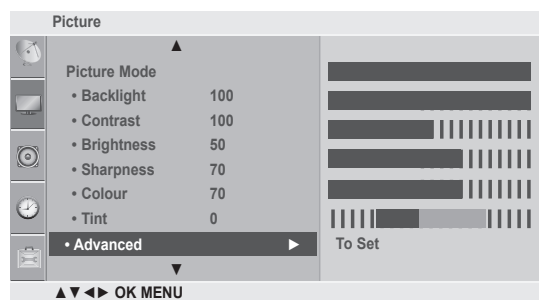 Picture
▲
Picture Mode
• Backlight 100
• Contrast 100
• Brightness 50
• Sharpness 70
• Colour 70
• Tint 0
• Advanced ▶ To Set
▼
▲▼◀▶ OK MENU